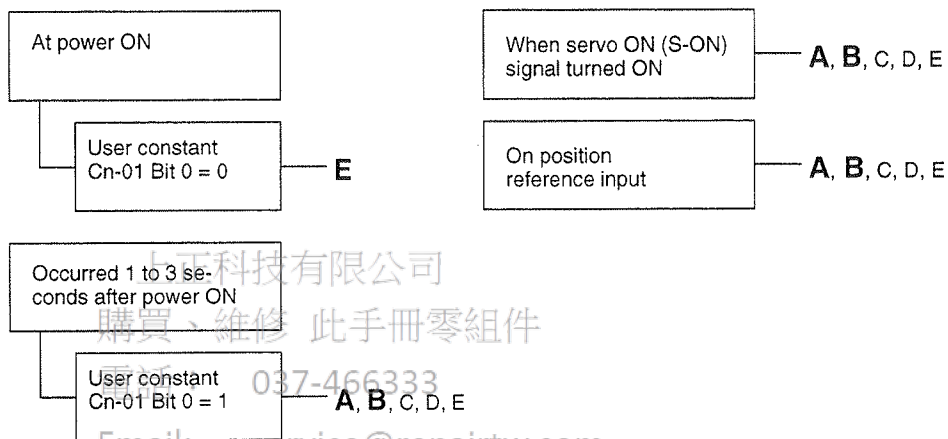 At power ON
User constant
Cn-01 Bit 0 = 0
E
When servo ON (S-ON)
signal turned ON
A, B, C, D, E
On position
reference input
A, B, C, D, E
Occurred 1 to 3 se-
conds after power ON
User constant
Cn-01 Bit 0 = 1
A, B, C, D, E
上正科技有限公司
購買、維修 此手冊零組件
電話： 037-466333